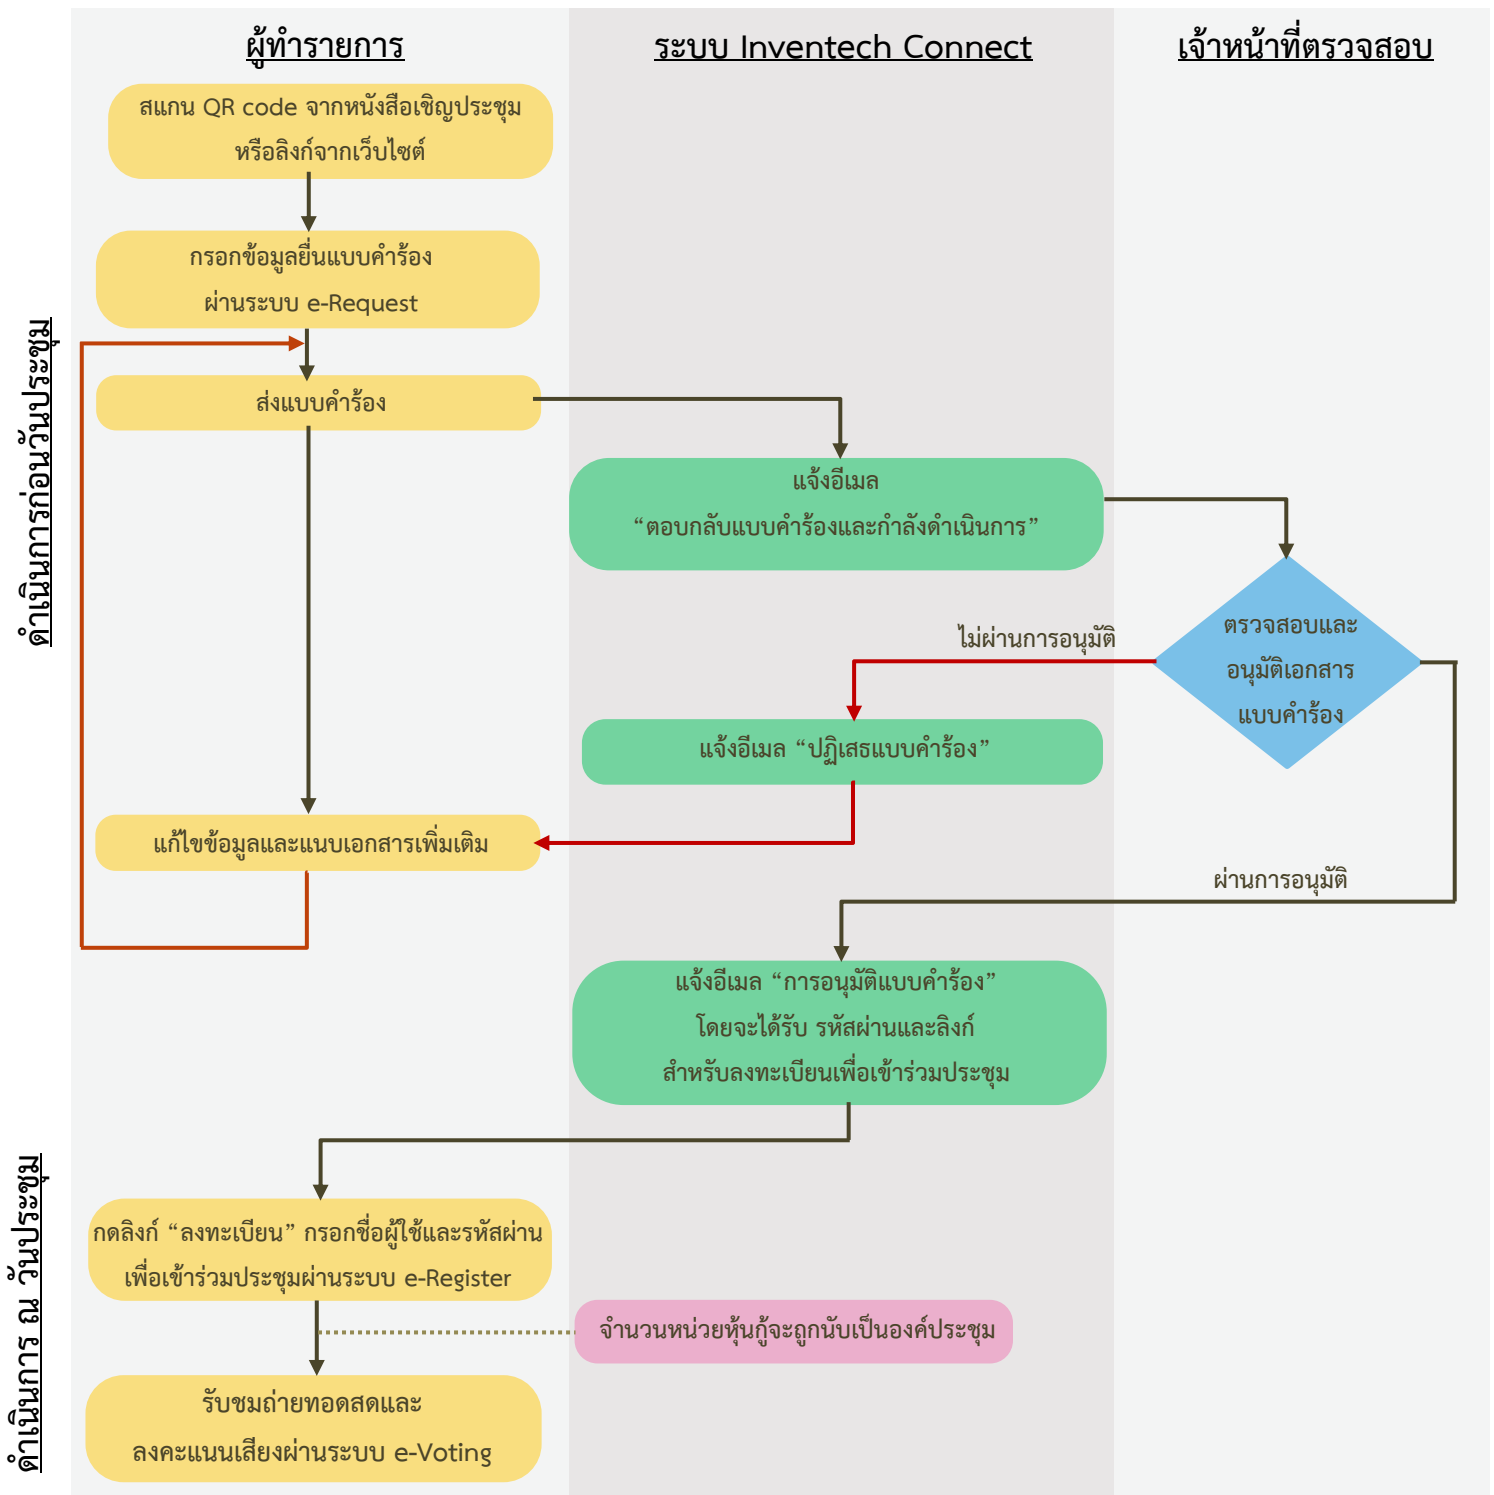 ผู้ทำรายการ
ระบบ Inventech Connect
เจ้าหน้าที่ตรวจสอบ
ดำเนินการก่อนวันประชุม
สแกน QR code จากหนังสือเชิญประชุม
หรือลิงก์จากเว็บไซต์
กรอกข้อมูลยื่นแบบคำร้อง
ผ่านระบบ e-Request
ส่งแบบคำร้อง
แจ้งอีเมล
“ตอบกลับแบบคำร้องและกำลังดำเนินการ”
ตรวจสอบและ
อนุมัติเอกสาร
แบบคำร้อง
ไม่ผ่านการอนุมัติ
แจ้งอีเมล “ปฏิเสธแบบคำร้อง”
แก้ไขข้อมูลและแนบเอกสารเพิ่มเติม
ผ่านการอนุมัติ
แจ้งอีเมล “การอนุมัติแบบคำร้อง”
โดยจะได้รับ รหัสผ่านและลิงก์
สำหรับลงทะเบียนเพื่อเข้าร่วมประชุม
ดำเนินการ ณ วันประชุม
กดลิงก์ “ลงทะเบียน” กรอกชื่อผู้ใช้และรหัสผ่าน
เพื่อเข้าร่วมประชุมผ่านระบบ e-Register
จำนวนหน่วยหุ้นกู้จะถูกนับเป็นองค์ประชุม
รับชมถ่ายทอดสดและ
ลงคะแนนเสียงผ่านระบบ e-Voting